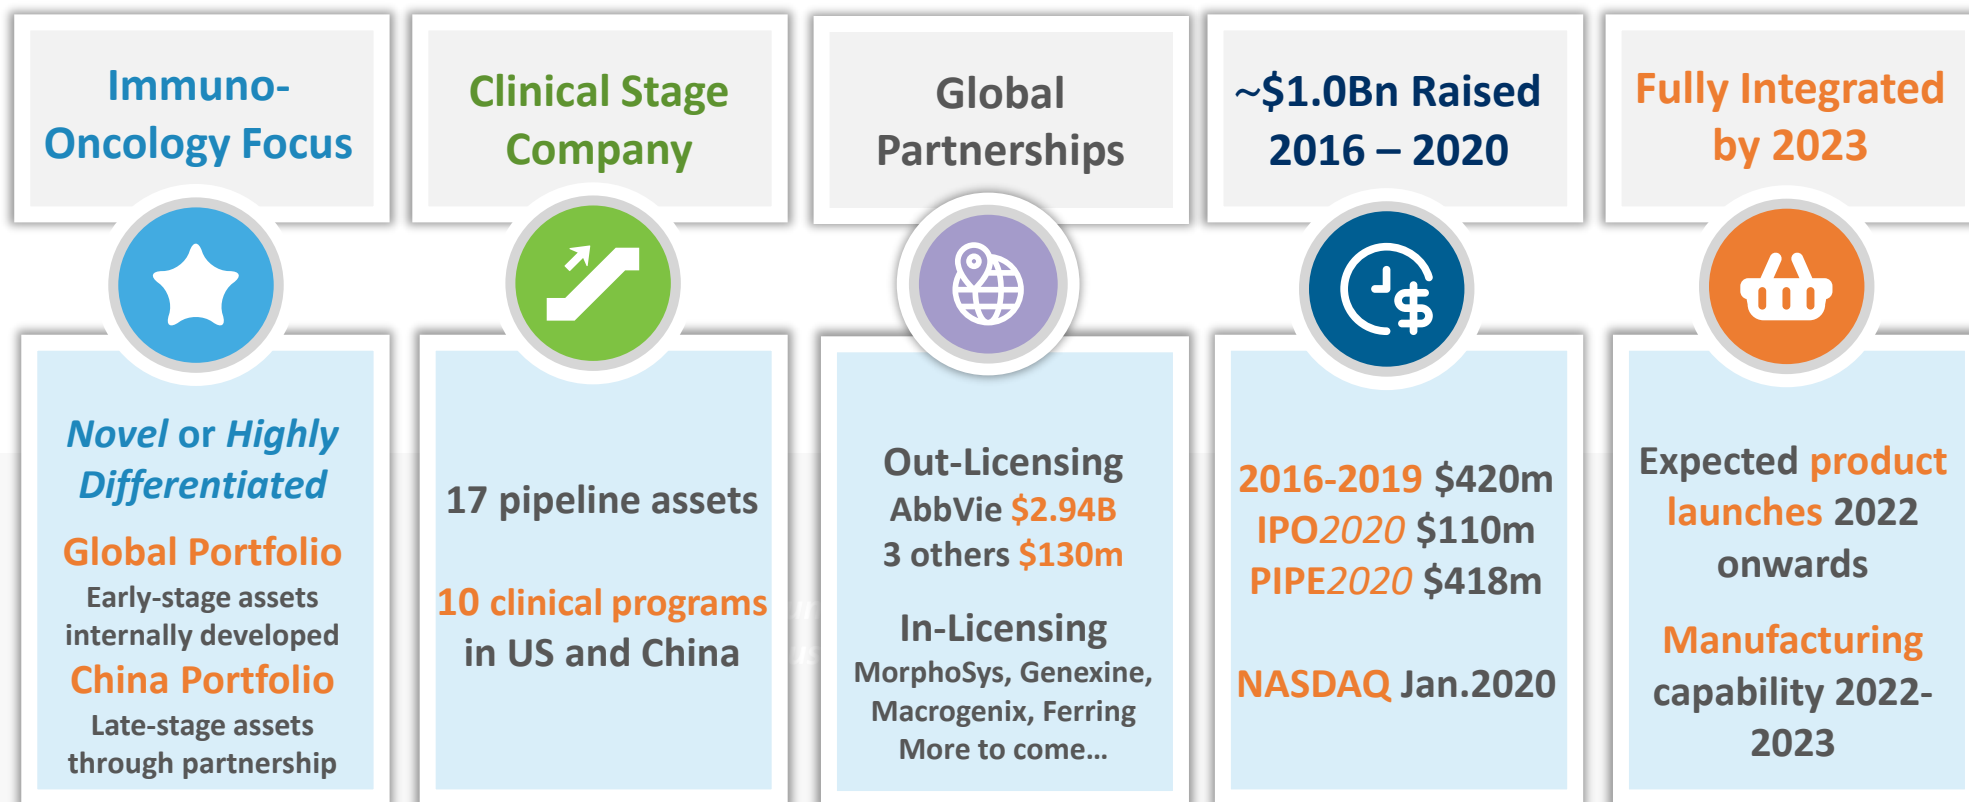 Immuno-
Oncology Focus
Novel or Highly
Differentiated
Global Portfolio
Early-stage assets
internally developed
China Portfolio
Late-stage assets
through partnership
Clinical Stage
Company
17 pipeline assets
10 clinical programs
in US and China
Global
Partnerships
Out-Licensing
AbbVie $2.94B
3 others $130m
In-Licensing
MorphoSys, Genexine,
Macrogenix, Ferring
More to come…
~$1.0Bn Raised
2016 – 2020
2016-2019 $420m
IPO2020 $110m
PIPE2020 $418m
NASDAQ Jan.2020
Fully Integrated
by 2023
Expected product
launches 2022
onwards
Manufacturing
capability 2022-
2023